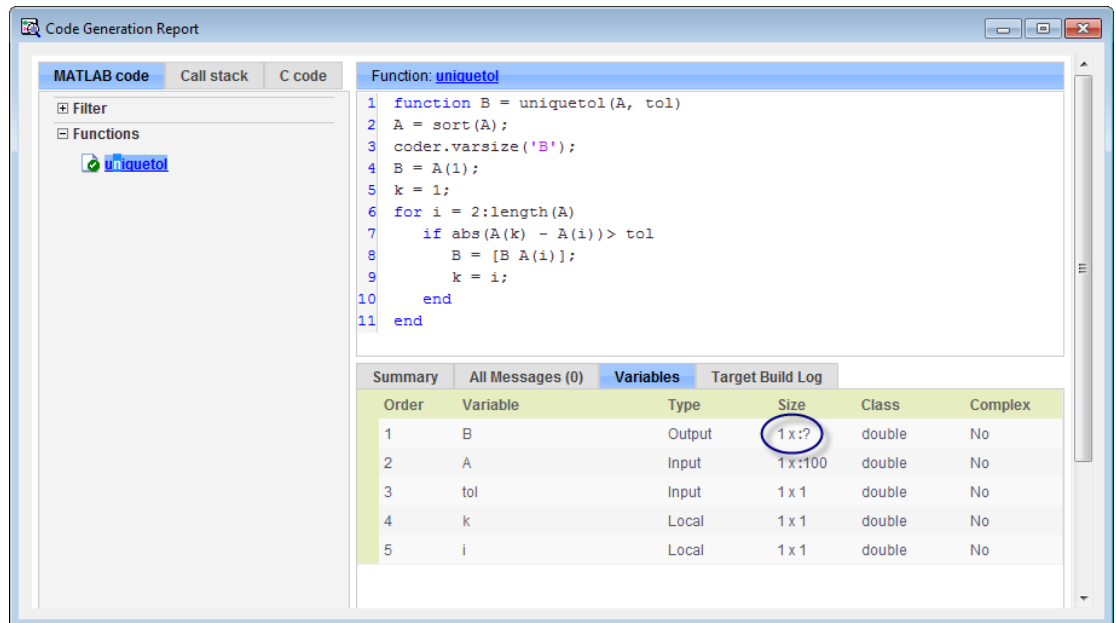 Code Generation Report
MATLAB code Call stack C code
Filter
Functions
uniquetol
Function: uniquetol
1 function B = uniquetol(A, tol)
2 A = sort(A);
3 coder.varsize('B');
4 B = A(1);
5 k = 1;
6 for i = 2:length(A)
7 if abs(A(k) - A(i))> tol
8 B = [B A(i)];
9 k = i;
10 end
11 end
Summary All Messages (0) Variables Target Build Log
Order Variable Type Size Class Complex
1 B Output 1 x :? double No
2 A Input 1 x :100 double No
3 tol Input 1 x 1 double No
4 k Local 1 x 1 double No
5 i Local 1 x 1 double No